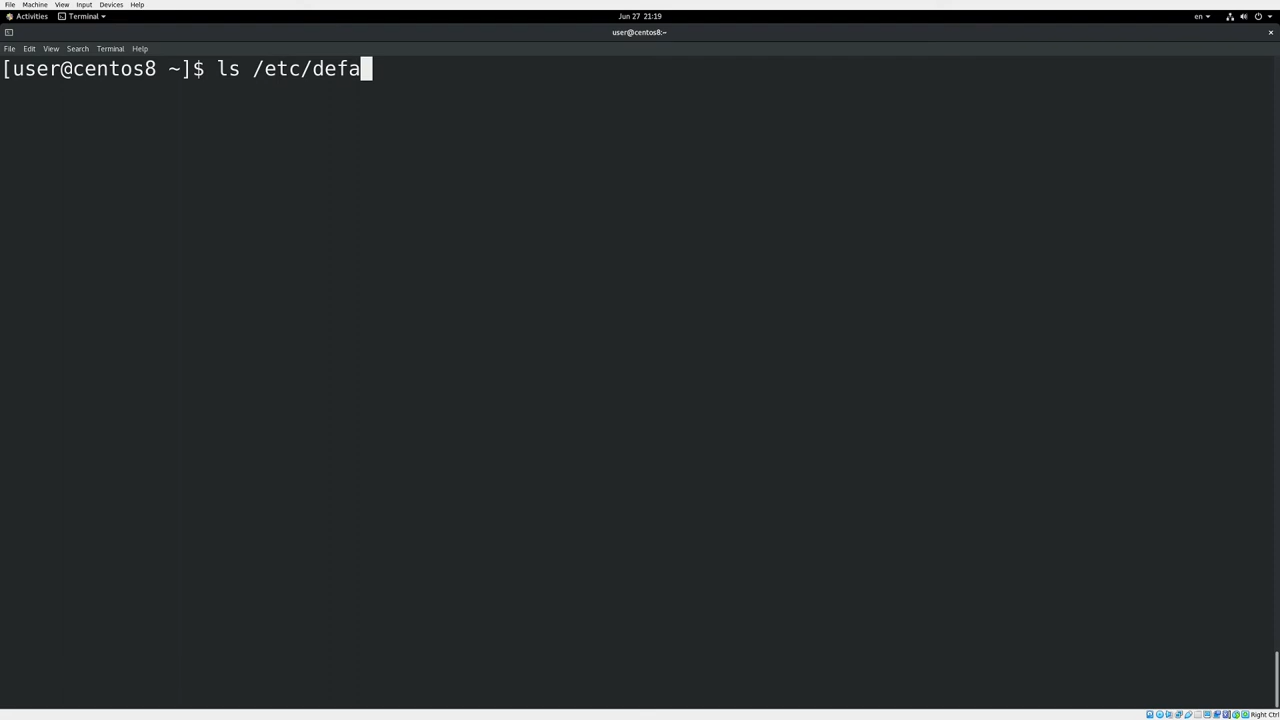 File Machine View Input Devices Help
Activities Terminal Jun 27 21:19 en
user@centos8:~
File Edit View Search Terminal Help
[user@centos8 ~]$ ls /etc/defa
Right Ctrl